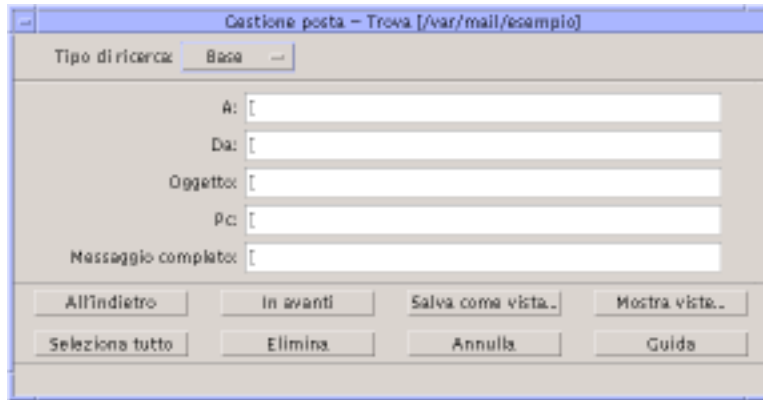 Gestione posta – Trova [/var/mail/esempio]
Tipo di ricerca: Base
A: [
Da: [
Oggetto: [
Pc: [
Messaggio completo: [
All'indietro In avanti Salva come vista... Mostra viste...
Seleziona tutto Elimina Annulla Guida